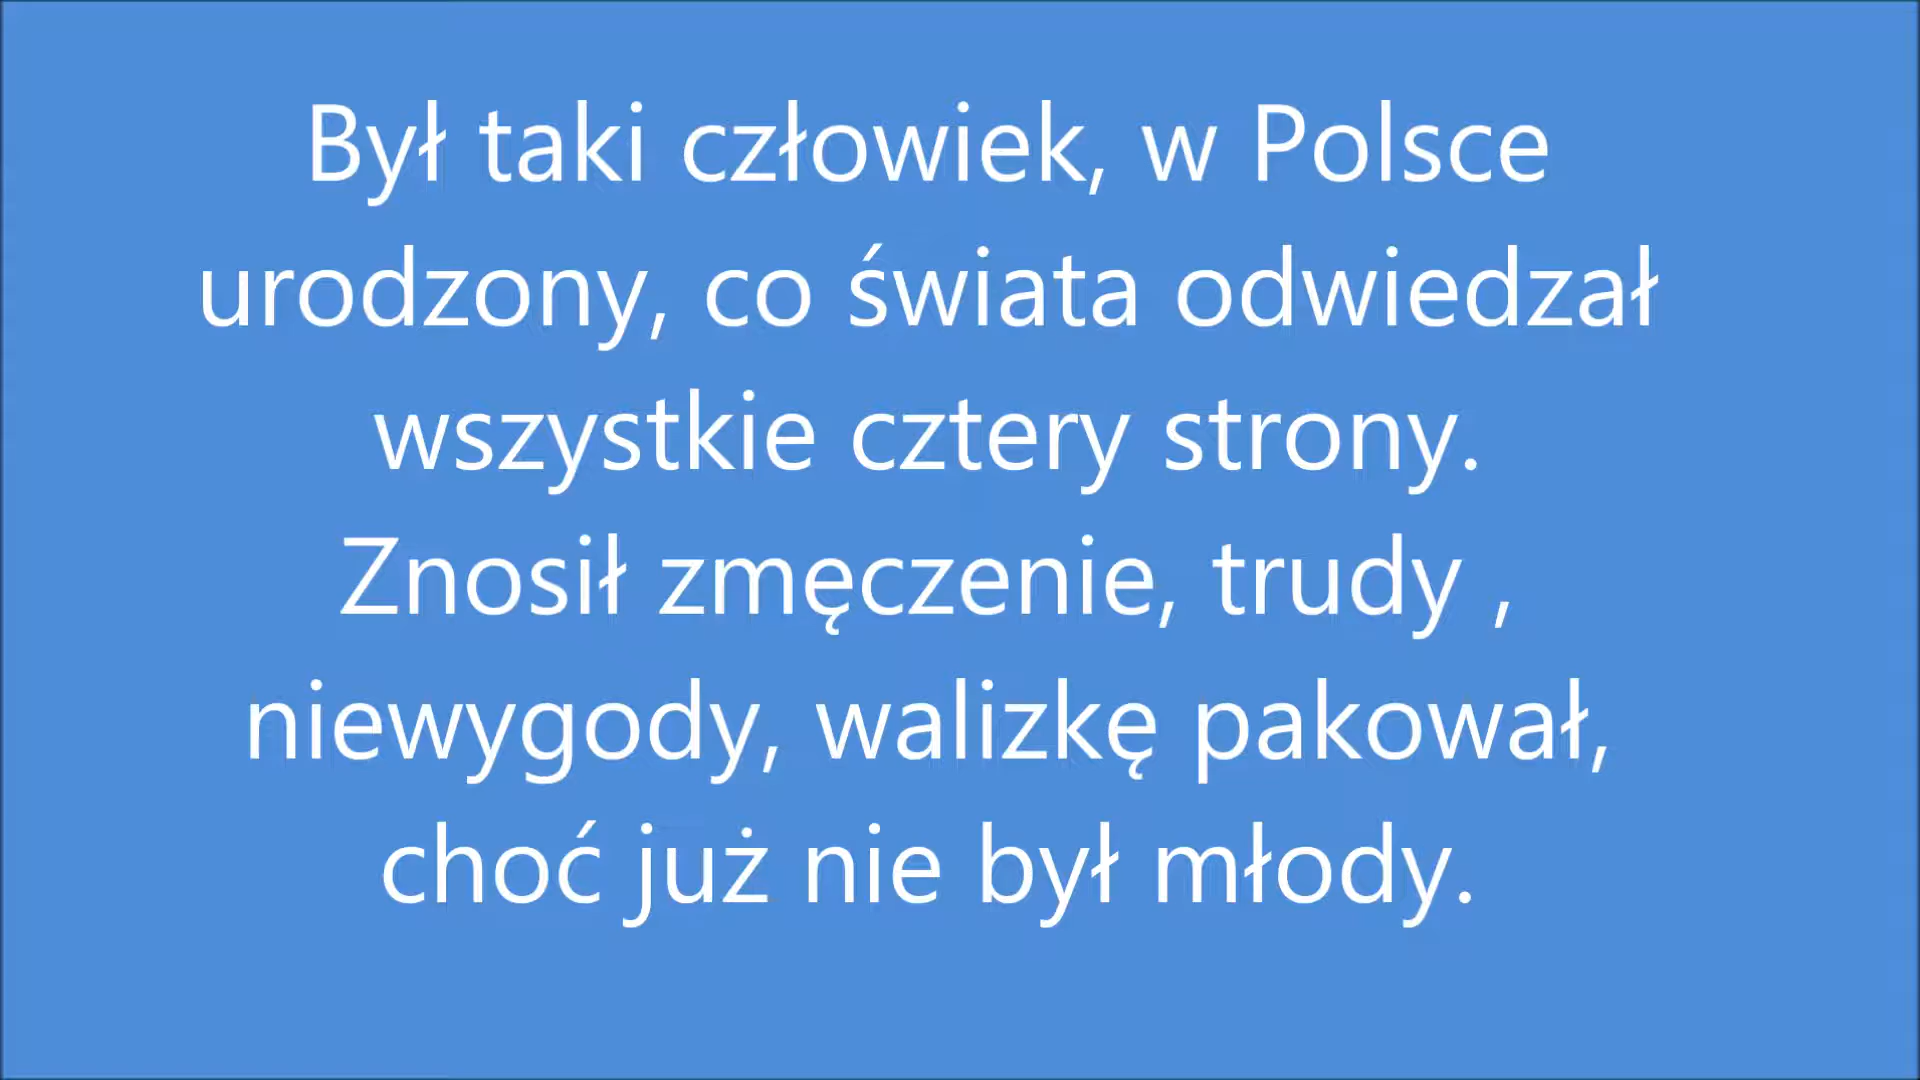 Był taki człowiek, w Polsce
urodzony, co świata odwiedzał
wszystkie cztery strony.
Znosił zmęczenie, trudy ,
niewygody, walizkę pakował,
choć już nie był młody.